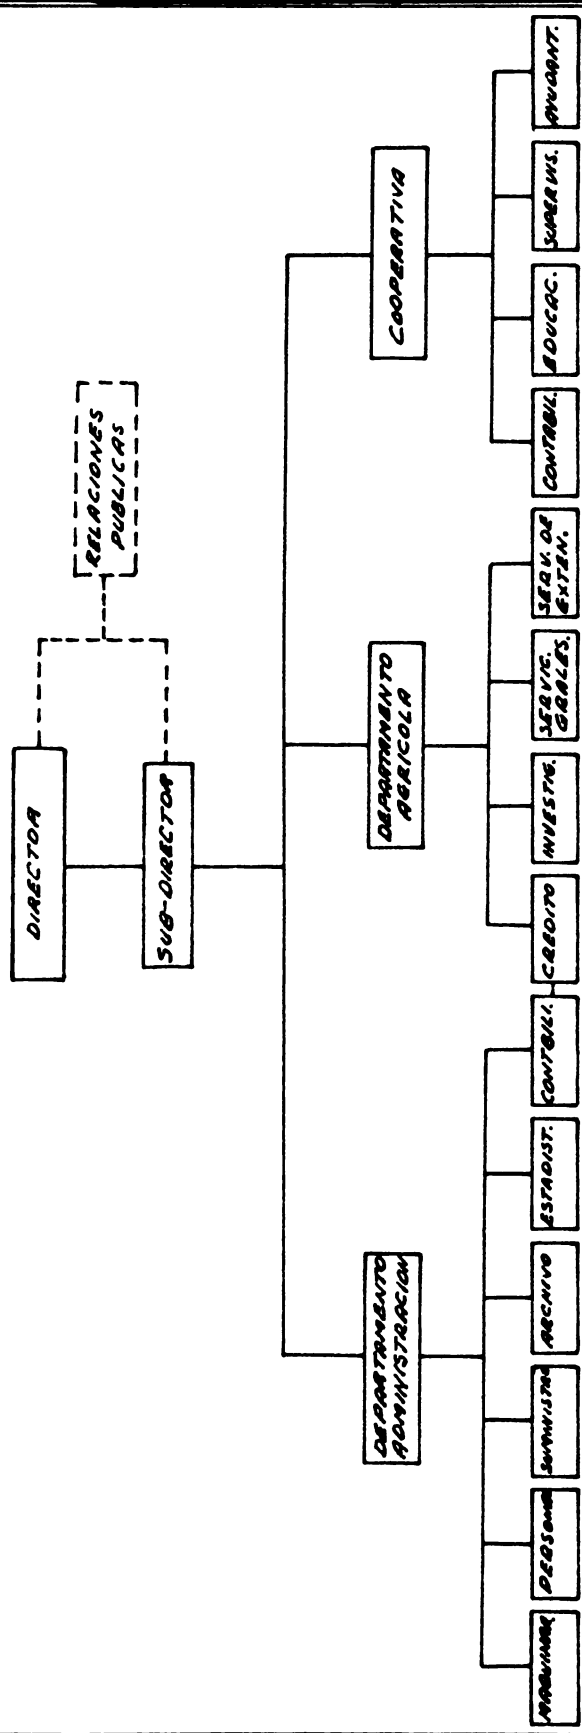 DIRECTOR
SUB-DIRECTOR
RELACIONES
PUBLICAS
DEPARTAMENTO
ADMINISTRACION
DEPARTAMENTO
AGRICOLA
COOPERATIVA
PERSONAL
ARCHIVO
ESTADIST.
CONTABILI.
CREDITO
INVESTIG.
SERVIC.
GRALES.
SERV. DE
EXTEN.
CONTABIL.
EDUCAC.
SUPERVIS.
AYUDANT.